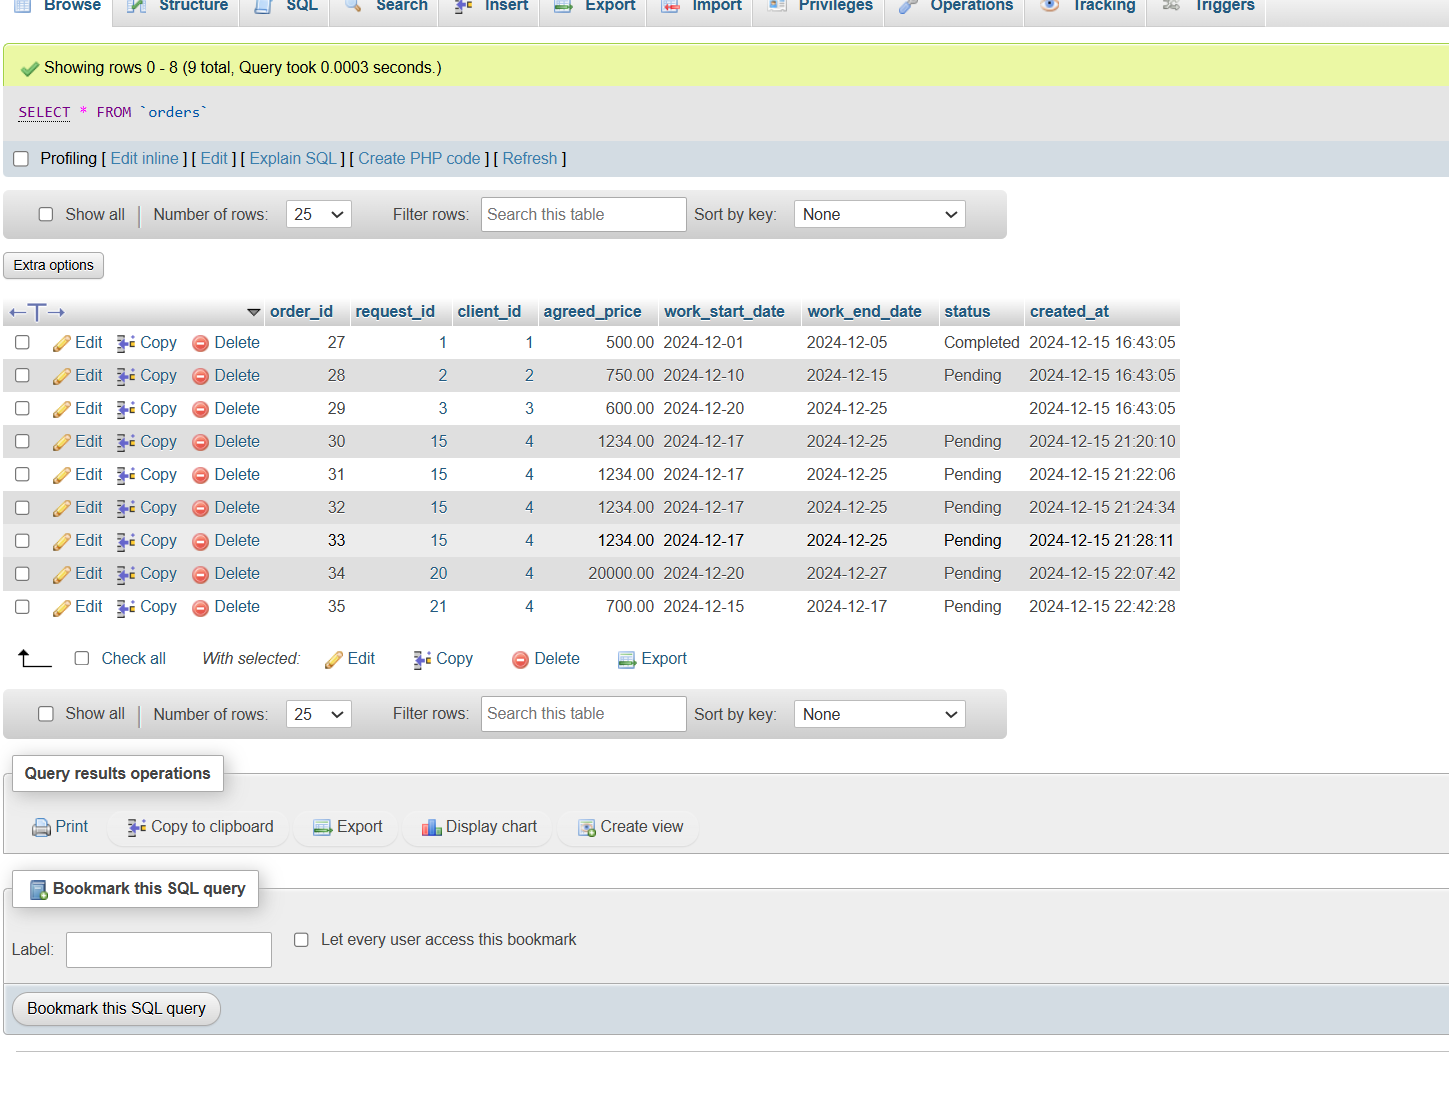 Browse Structure SQL Search Insert Export Import Privileges Operations Tracking Triggers
Showing rows 0 - 8 (9 total, Query took 0.0003 seconds.)
SELECT * FROM `orders`
Profiling [ Edit inline ] [ Edit ] [ Explain SQL ] [ Create PHP code ] [ Refresh ]
Show all Number of rows: 25 Filter rows: Search this table Sort by key: None
Extra options
order_id request_id client_id agreed_price work_start_date work_end_date status created_at
Edit Copy Delete 27 1 1 500.00 2024-12-01 2024-12-05 Completed 2024-12-15 16:43:05
Edit Copy Delete 28 2 2 750.00 2024-12-10 2024-12-15 Pending 2024-12-15 16:43:05
Edit Copy Delete 29 3 3 600.00 2024-12-20 2024-12-25 2024-12-15 16:43:05
Edit Copy Delete 30 15 4 1234.00 2024-12-17 2024-12-25 Pending 2024-12-15 21:20:10
Edit Copy Delete 31 15 4 1234.00 2024-12-17 2024-12-25 Pending 2024-12-15 21:22:06
Edit Copy Delete 32 15 4 1234.00 2024-12-17 2024-12-25 Pending 2024-12-15 21:24:34
Edit Copy Delete 33 15 4 1234.00 2024-12-17 2024-12-25 Pending 2024-12-15 21:28:11
Edit Copy Delete 34 20 4 20000.00 2024-12-20 2024-12-27 Pending 2024-12-15 22:07:42
Edit Copy Delete 35 21 4 700.00 2024-12-15 2024-12-17 Pending 2024-12-15 22:42:28
Check all With selected: Edit Copy Delete Export
Show all Number of rows: 25 Filter rows: Search this table Sort by key: None
Query results operations
Print Copy to clipboard Export Display chart Create view
Bookmark this SQL query
Label: Let every user access this bookmark
Bookmark this SQL query